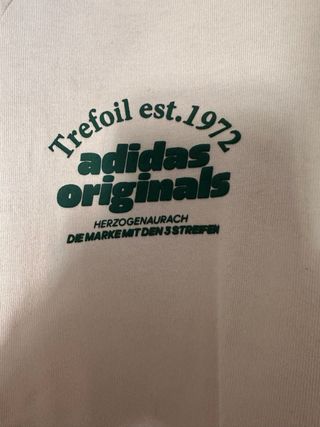 Trefoil est.1972
adidas
originals
HERZOGENAURACH
DIE MARKE MIT DEN 3 STREIFEN